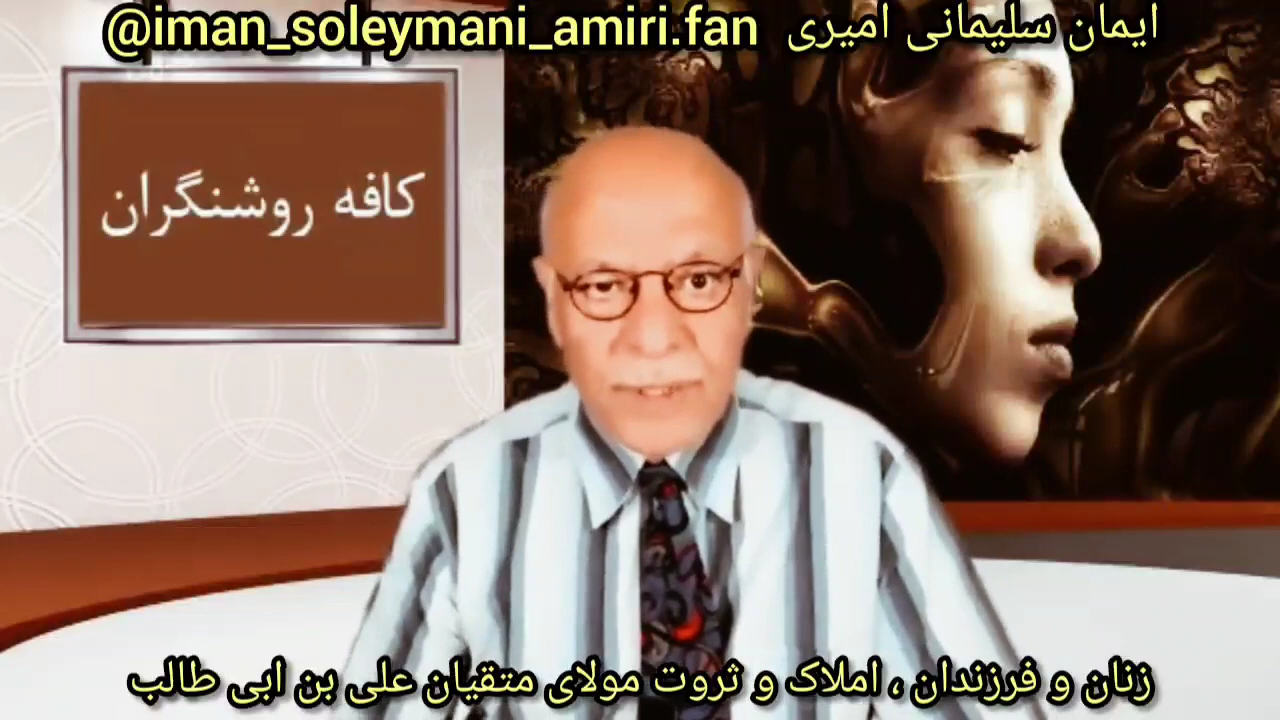 @iman_soleymani_amiri.fan ایمان سلیمانی امیری
کافه روشنگران
زنان و فرزندان ، املاک و ثروت مولای متقیان علی بن ابی طالب